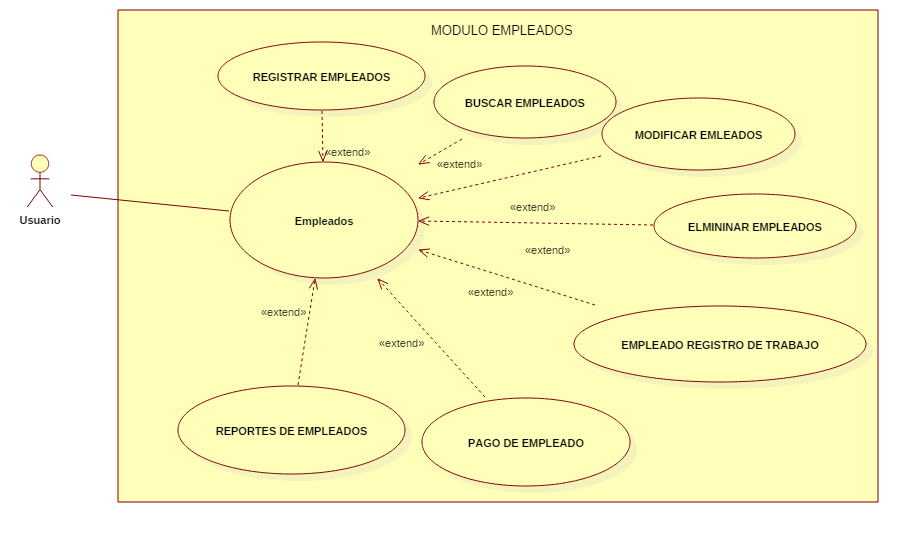 MODULO EMPLEADOS
REGISTRAR EMPLEADOS
BUSCAR EMPLEADOS
MODIFICAR EMLEADOS
«extend»
«extend»
Usuario
Empleados
«extend»
ELMININAR EMPLEADOS
«extend»
«extend»
«extend»
«extend»
EMPLEADO REGISTRO DE TRABAJO
REPORTES DE EMPLEADOS
PAGO DE EMPLEADO